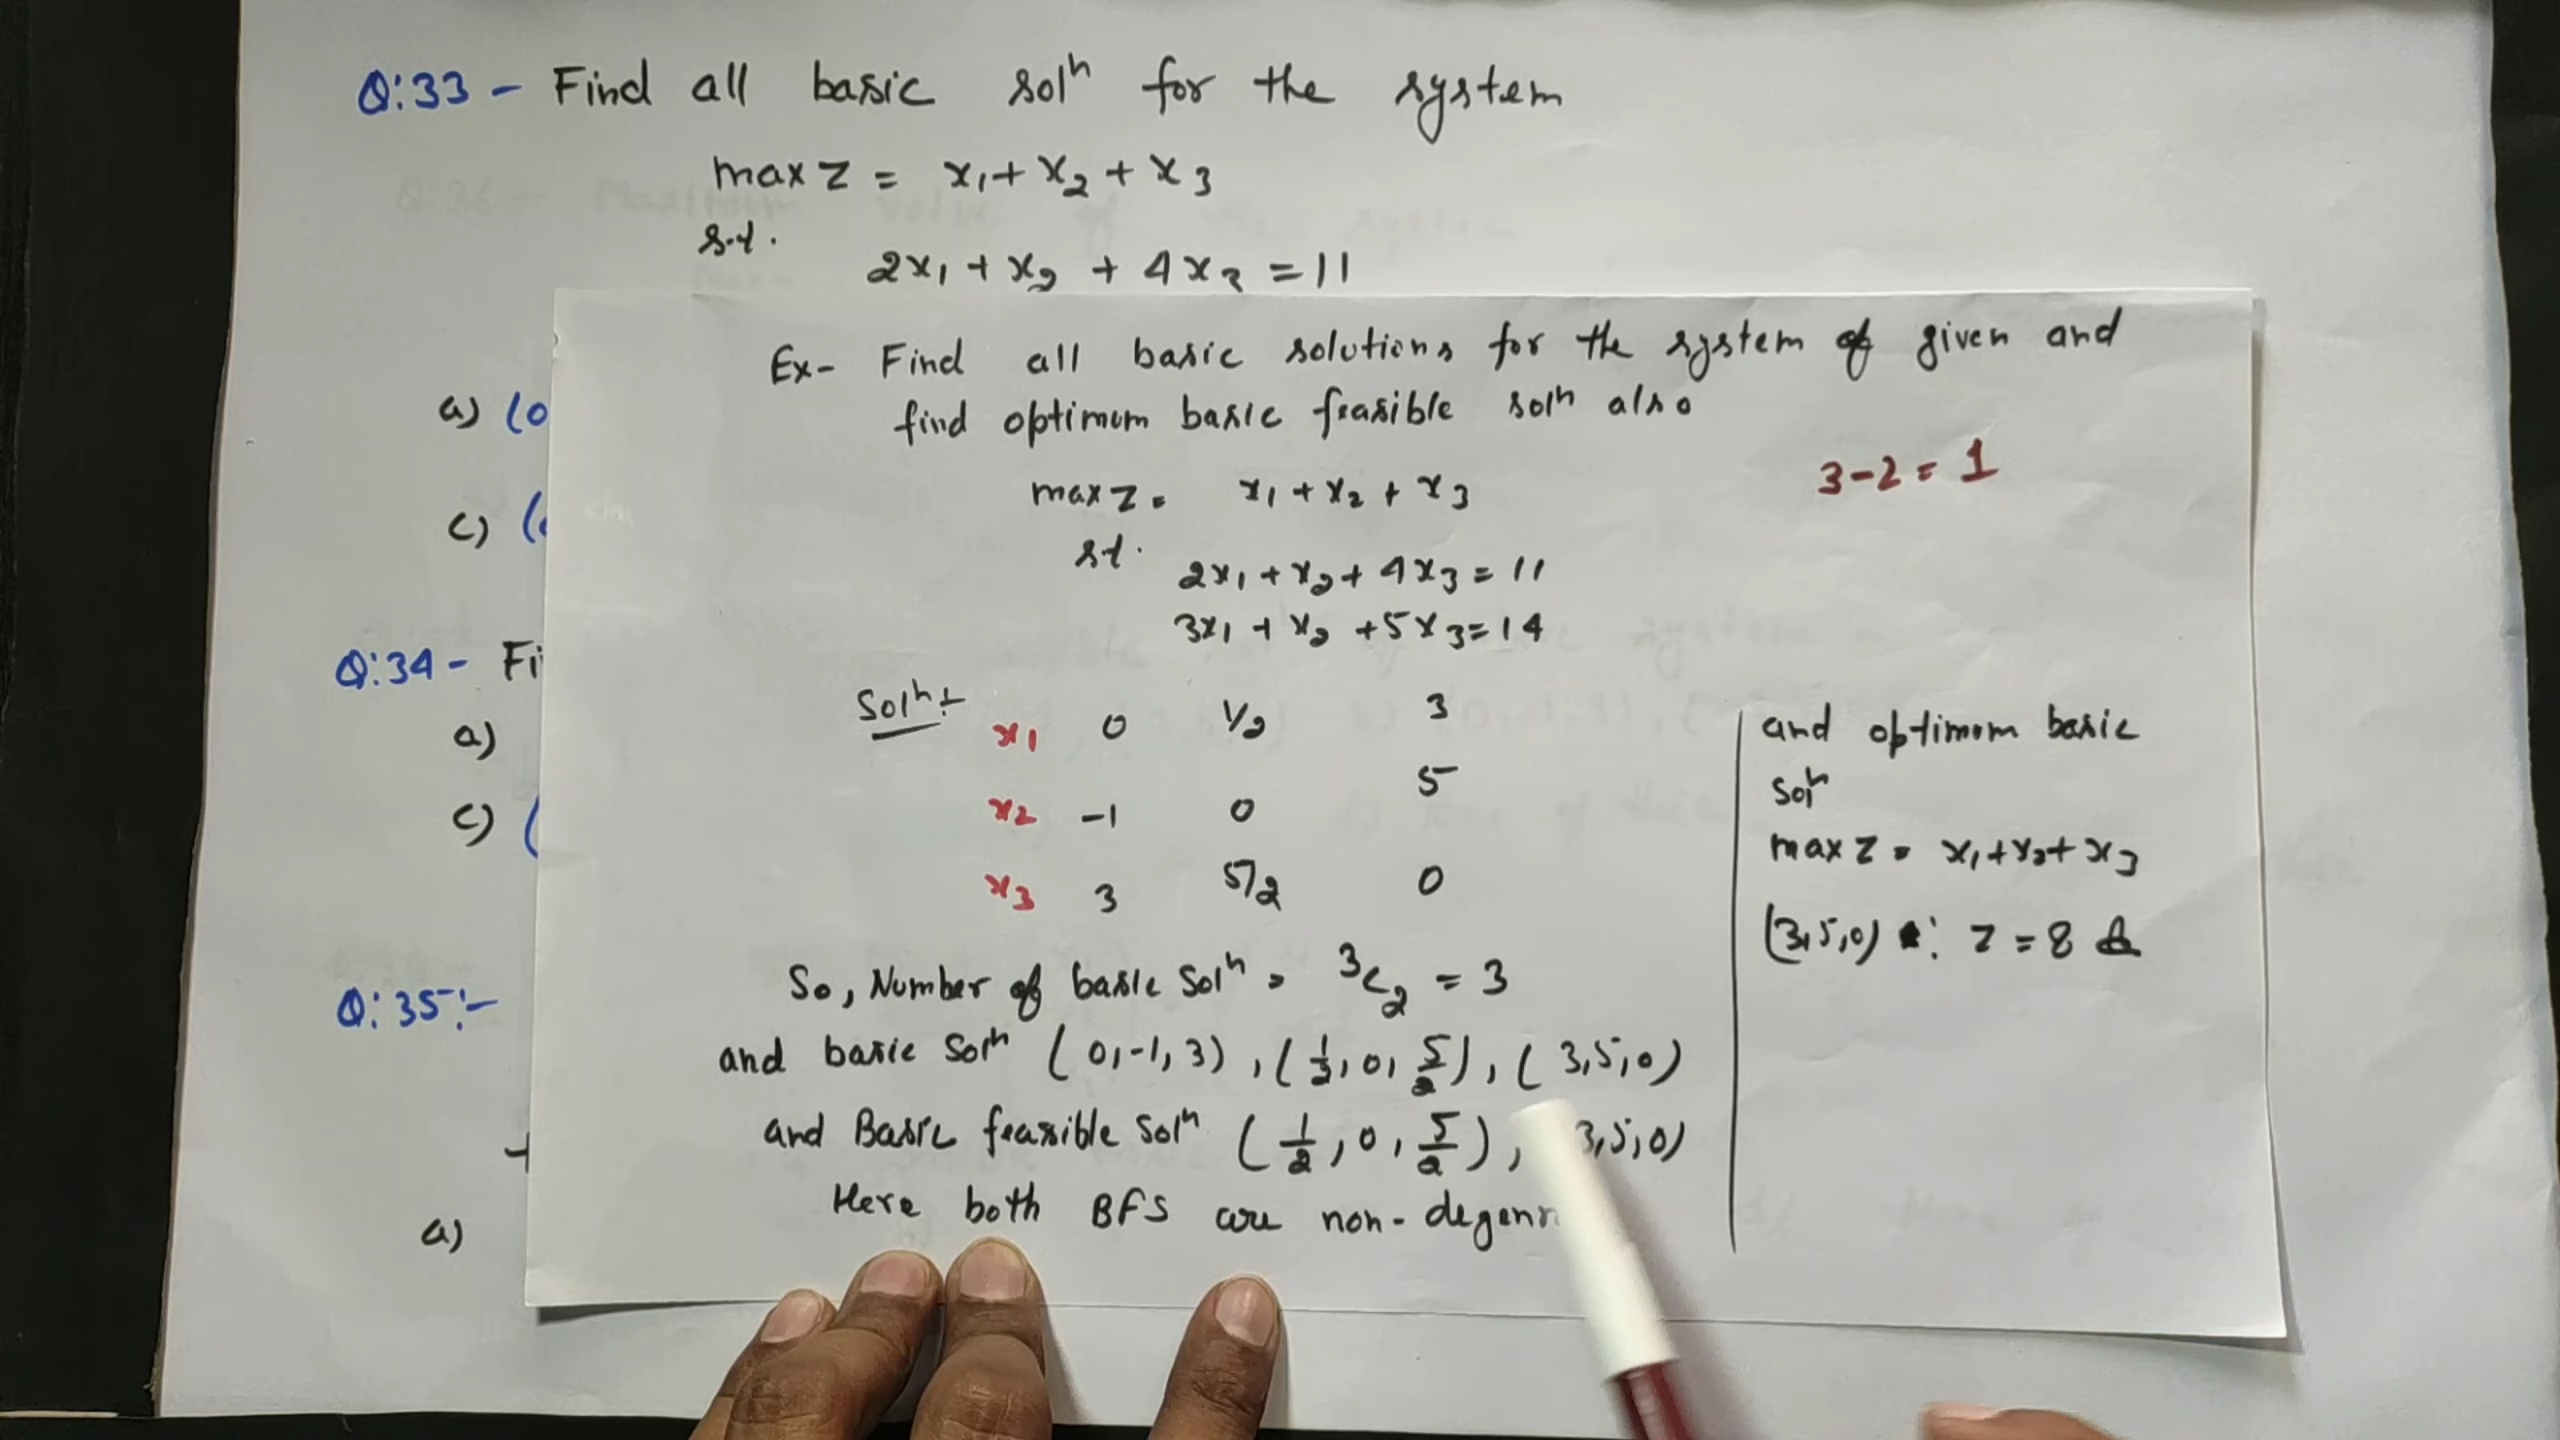 Q:33 - Find all basic solⁿ for the system
max Z = x₁ + x₂ + x₃
s.t.
2x₁ + x₂ + 4x₃ = 11
a) (0
c) (
Q:34 - Fi
a)
c) (
Q:35:-
a)
Ex- Find all basic solutions for the system of given and
find optimum basic feasible solⁿ also
3-2 = 1
max Z = x₁ + x₂ + x₃
s.t.
2x₁ + x₂ + 4x₃ = 11
3x₁ + x₂ + 5x₃ = 14
Solⁿ:-
x₁ 0 1/2 3
x₂ -1 0 5
x₃ 3 5/2 0
So, Number of basic Solⁿ = ³C₂ = 3
and basic Solⁿ (0,-1,3), (1/2, 0, 5/2), (3,5,0)
and Basic feasible Solⁿ (1/2, 0, 5/2), 3,5,0)
Here both BFS are non-degen
and optimum basic
Solⁿ
max Z = x₁ + x₂ + x₃
(3,5,0) : Z = 8